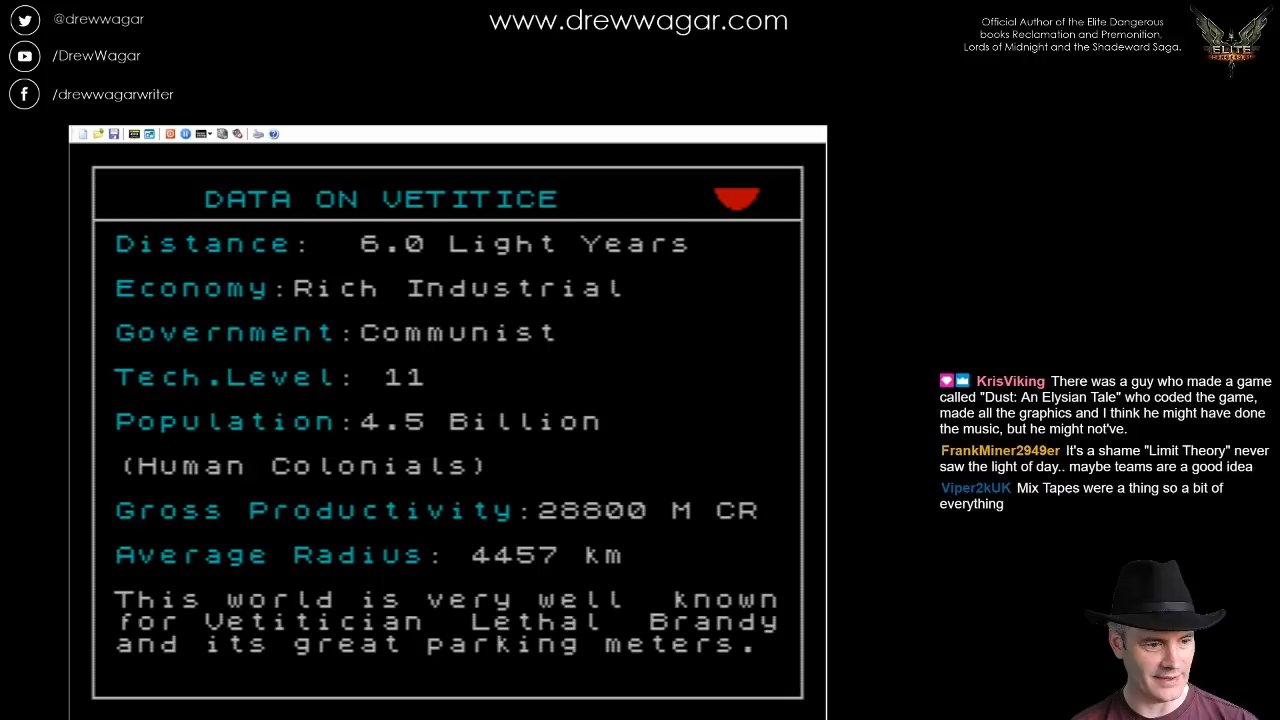 @drewwagar
/DrewWagar
/drewwagarwriter
www.drewwagar.com
Official Author of the Elite Dangerous
books Reclamation and Premonition,
Lords of Midnight and the Shadeward Saga.
ELITE
DANGEROUS
DATA ON VETITICE
Distance: 6.0 Light Years
Economy:Rich Industrial
Government:Communist
Tech.Level: 11
Population:4.5 Billion
(Human Colonials)
Gross Productivity:28800 M CR
Average Radius: 4457 km
This world is very well known
for Vetitician Lethal Brandy
and its great parking meters.
KrisViking There was a guy who made a game
called "Dust: An Elysian Tale" who coded the game,
made all the graphics and I think he might have done
the music, but he might not've.
FrankMiner2949er It's a shame "Limit Theory" never
saw the light of day.. maybe teams are a good idea
Viper2kUK Mix Tapes were a thing so a bit of
everything